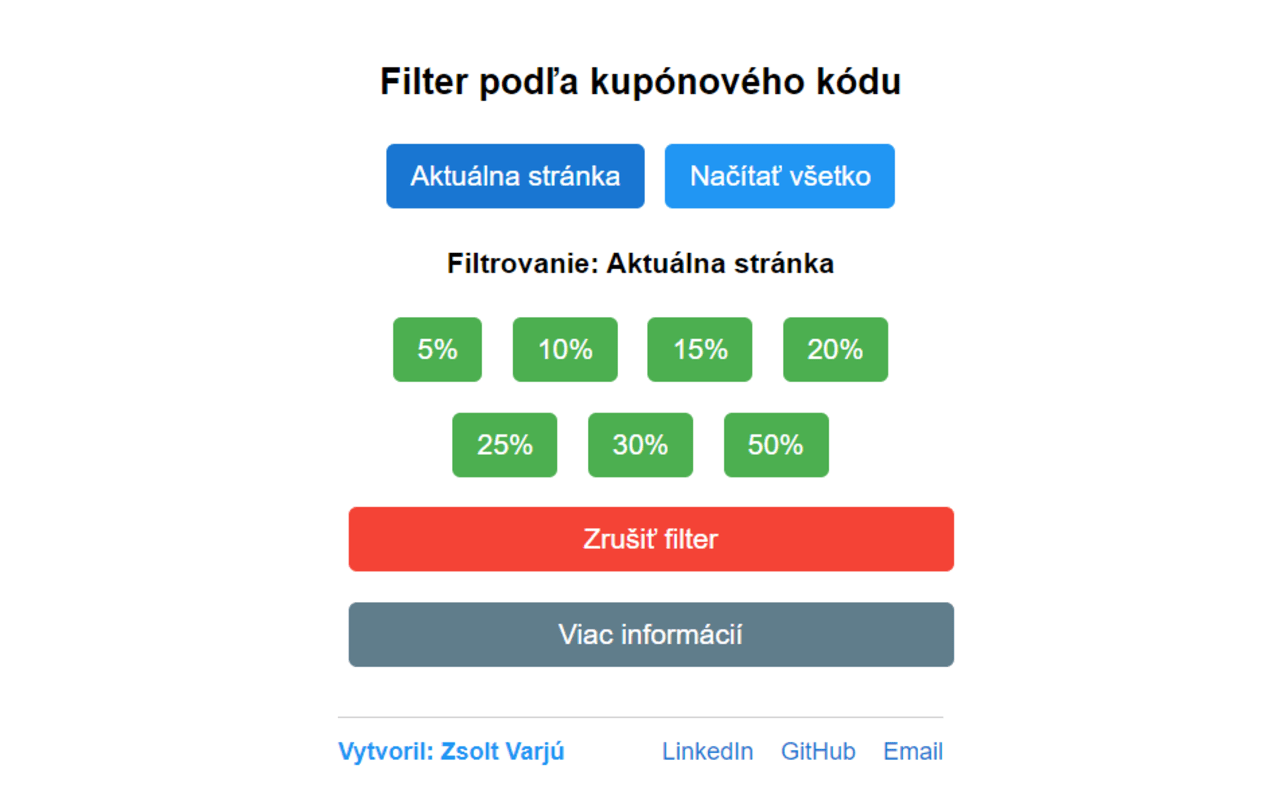 Filter podľa kupónového kódu
Aktuálna stránka Načítať všetko
Filtrovanie: Aktuálna stránka
5% 10% 15% 20%
25% 30% 50%
Zrušiť filter
Viac informácií
Vytvoril: Zsolt Varjú LinkedIn GitHub Email